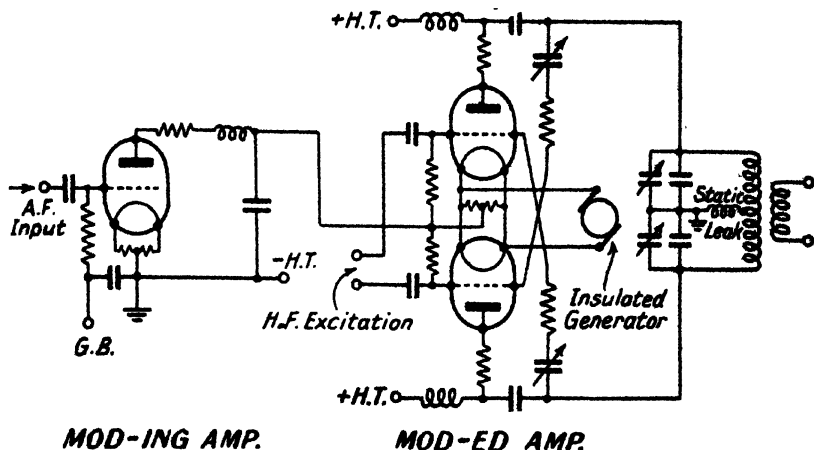 +H.T.
A.F.
Input
-H.T.
G.B.
H.F. Excitation
Static
Leak
Insulated
Generator
+H.T.
MOD-ING AMP.
MOD-ED AMP.